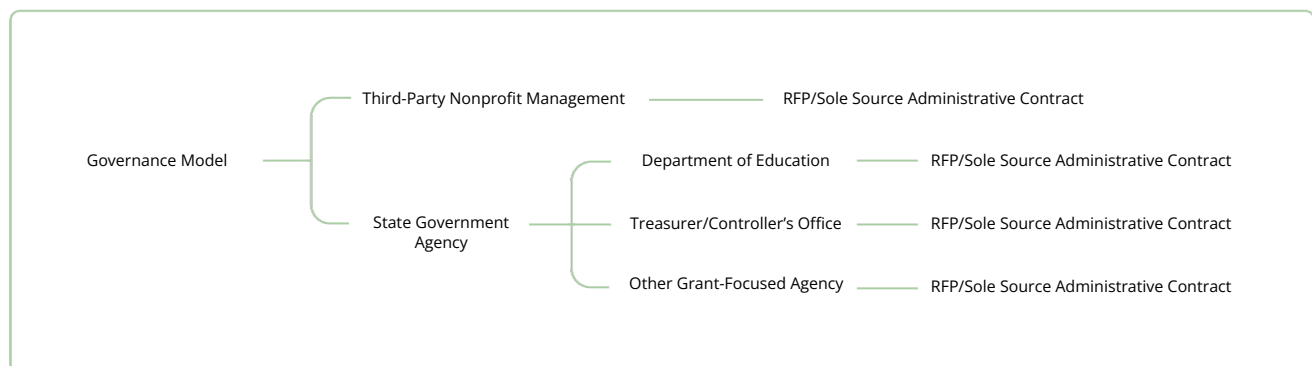 Third-Party Nonprofit Management
RFP/Sole Source Administrative Contract
Governance Model
Department of Education
RFP/Sole Source Administrative Contract
State Government
Agency
Treasurer/Controller’s Office
RFP/Sole Source Administrative Contract
Other Grant-Focused Agency
RFP/Sole Source Administrative Contract